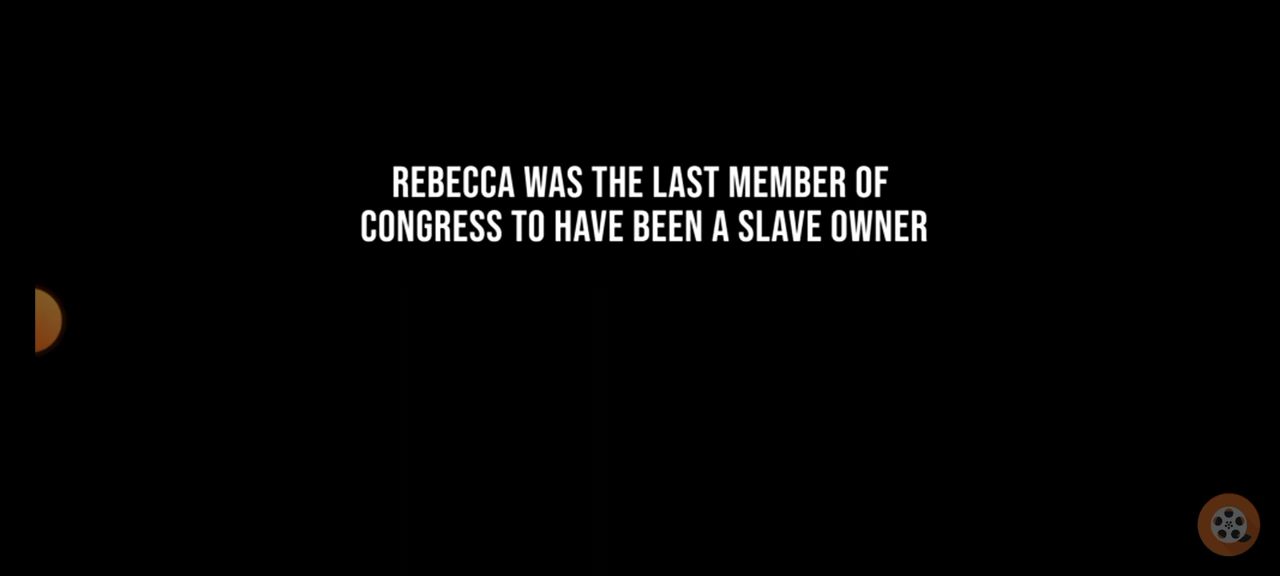 REBECCA WAS THE LAST MEMBER OF
CONGRESS TO HAVE BEEN A SLAVE OWNER